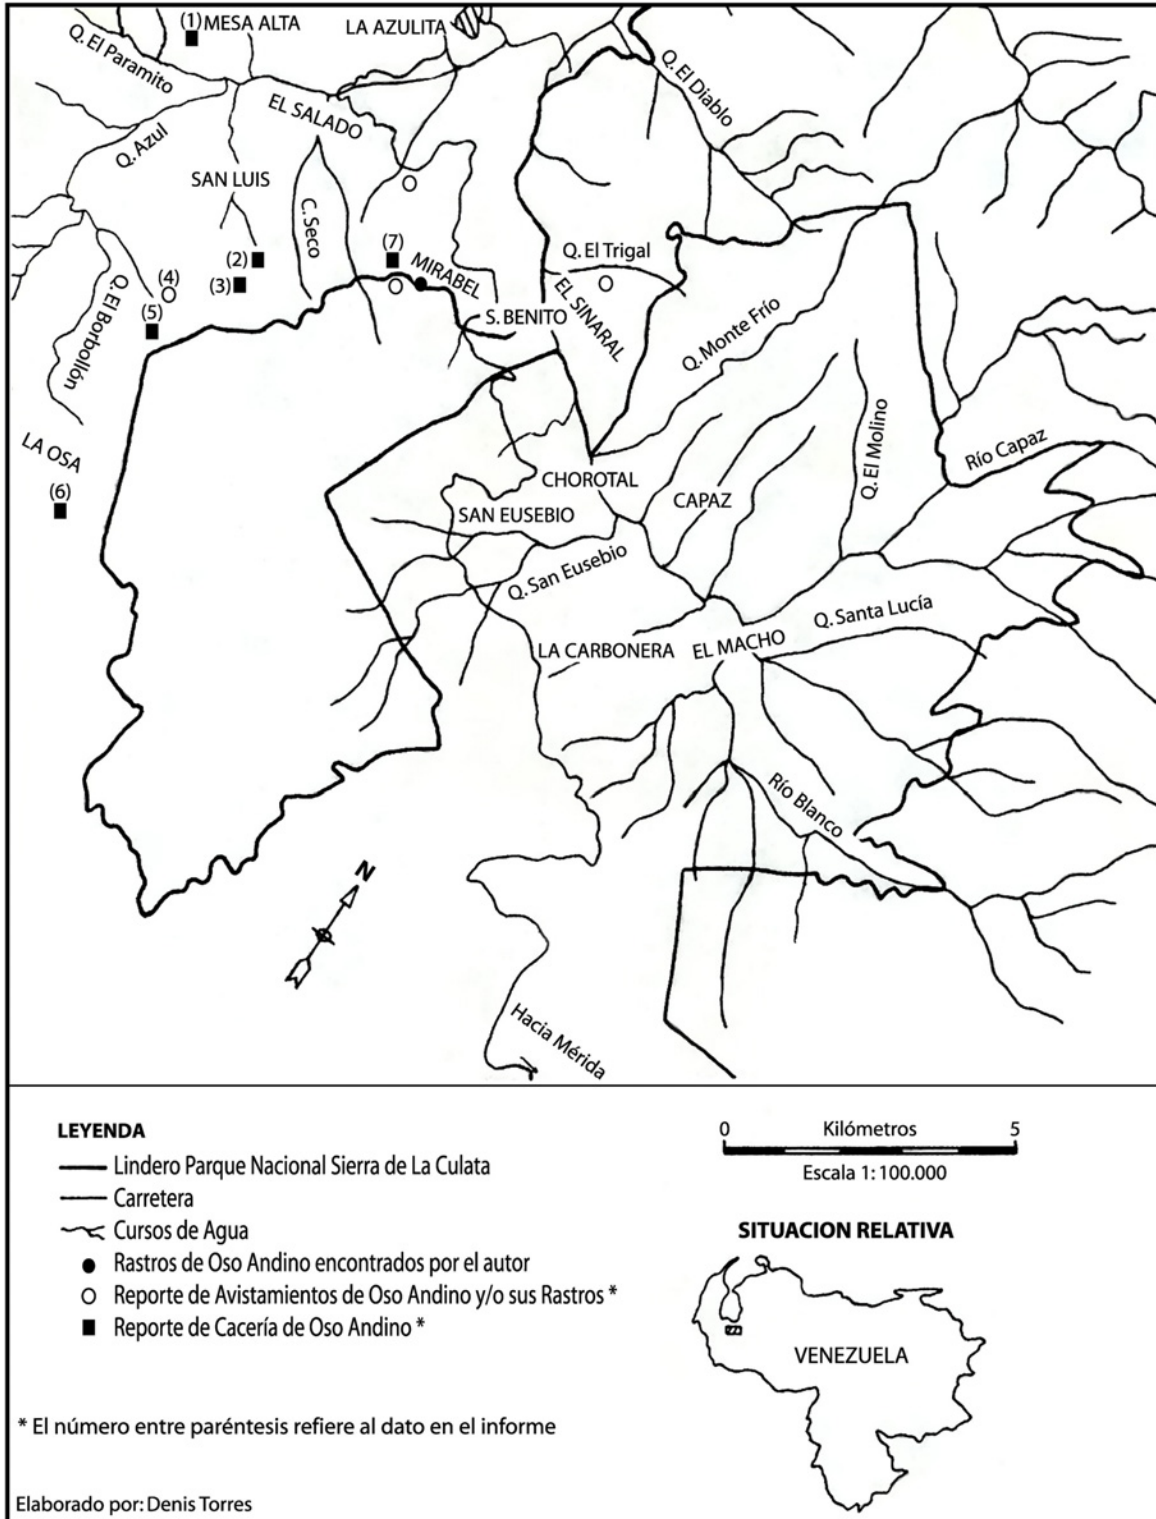 (1) MESA ALTA
LA AZULITA
Q. El Paramito
Q. El Diablo
EL SALADO
Q. Azul
SAN LUIS
C. Seco
(2)
(3)
(4)
(5)
(7)
MIRABEL
Q. El Trigal
EL SINARAL
S. BENITO
Q. El Borbollón
Q. Monte Frío
LA OSA
(6)
Q. El Molino
Río Capaz
CHOROTAL
CAPAZ
SAN EUSEBIO
Q. San Eusebio
Q. Santa Lucía
LA CARBONERA
EL MACHO
Río Blanco
N
Hacia Mérida
LEYENDA
Lindero Parque Nacional Sierra de La Culata
Carretera
Cursos de Agua
Rastros de Oso Andino encontrados por el autor
Reporte de Avistamientos de Oso Andino y/o sus Rastros *
Reporte de Cacería de Oso Andino *
* El número entre paréntesis refiere al dato en el informe
Elaborado por: Denis Torres
0 Kilómetros 5
Escala 1: 100.000
SITUACION RELATIVA
VENEZUELA